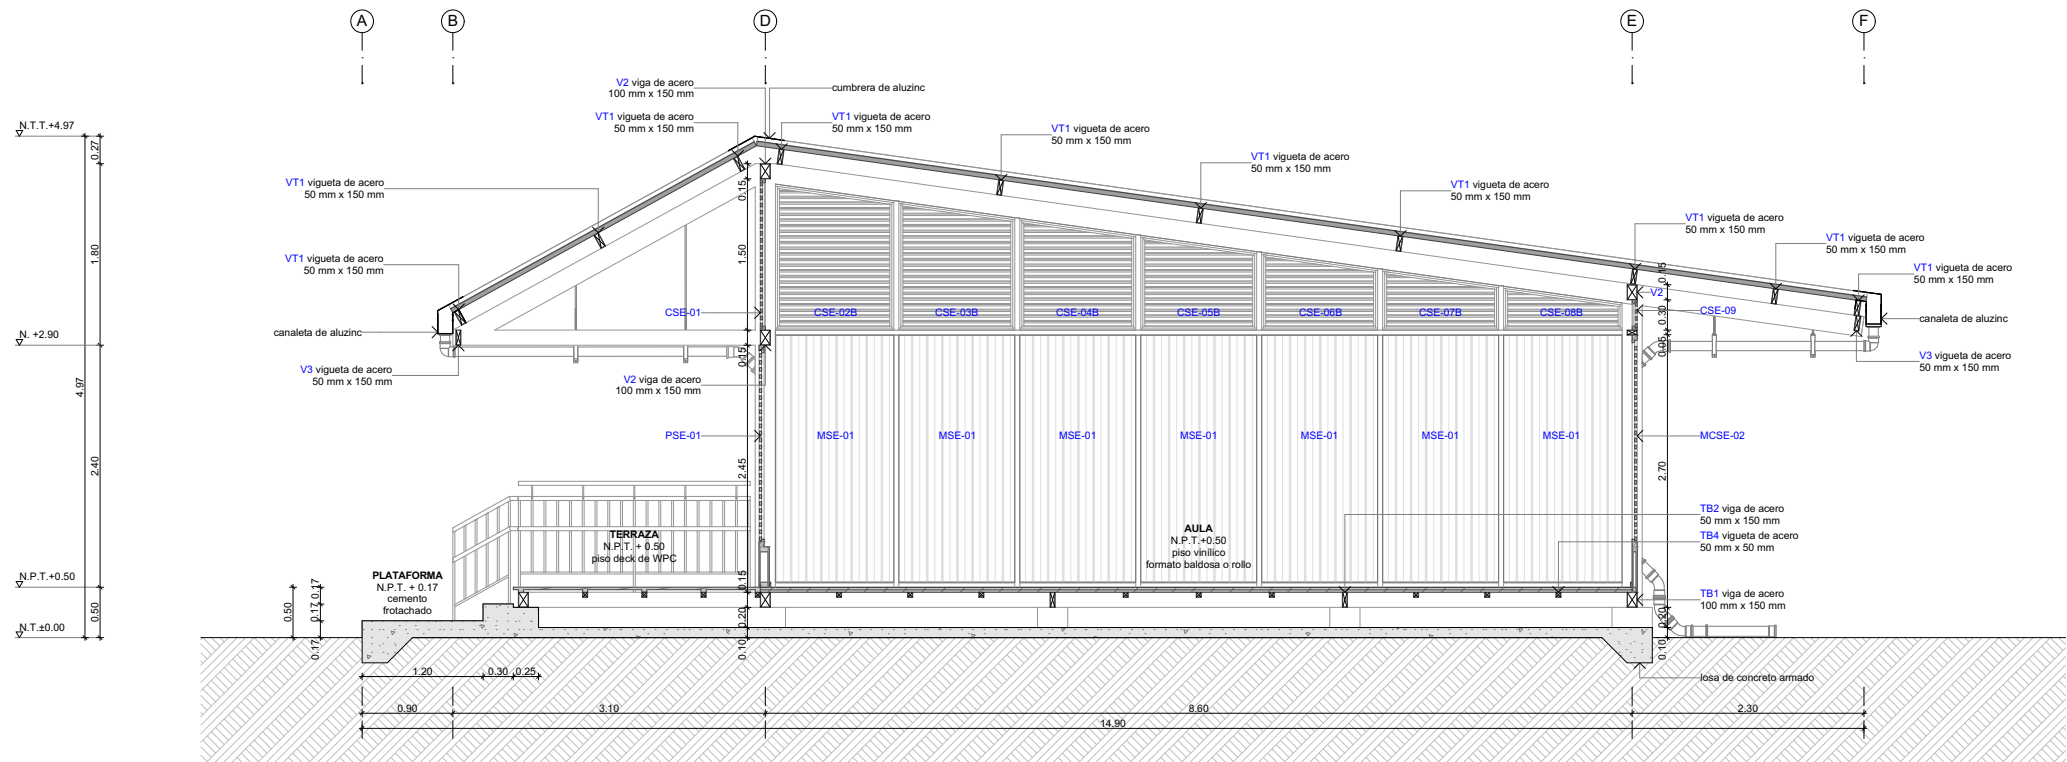 A B D E F
V2 viga de acero
100 mm x 150 mm
cumbrera de aluzinc
VT1 vigueta de acero
50 mm x 150 mm
VT1 vigueta de acero
50 mm x 150 mm
VT1 vigueta de acero
50 mm x 150 mm
VT1 vigueta de acero
50 mm x 150 mm
VT1 vigueta de acero
50 mm x 150 mm
VT1 vigueta de acero
50 mm x 150 mm
VT1 vigueta de acero
50 mm x 150 mm
VT1 vigueta de acero
50 mm x 150 mm
VT1 vigueta de acero
50 mm x 150 mm
VT1 vigueta de acero
50 mm x 150 mm
N.T.T.+4.97
N. +2.90
N.P.T.+0.50
N.T.±0.00
0.27
1.80
2.40
4.97
0.50
0.50
0.17
0.17
0.17
0.15
1.50
0.15
2.45
0.15
0.20
0.10
0.15
0.30
0.05
2.70
0.20
0.10
canaleta de aluzinc
V3 vigueta de acero
50 mm x 150 mm
CSE-01
CSE-02B
CSE-03B
CSE-04B
CSE-05B
CSE-06B
CSE-07B
CSE-08B
V2
CSE-09
canaleta de aluzinc
V3 vigueta de acero
50 mm x 150 mm
V2 viga de acero
100 mm x 150 mm
PSE-01
MSE-01
MSE-01
MSE-01
MSE-01
MSE-01
MSE-01
MSE-01
MCSE-02
TERRAZA
N.P.T. + 0.50
piso deck de WPC
AULA
N.P.T.+0.50
piso vinílico
formato baldosa o rollo
PLATAFORMA
N.P.T. + 0.17
cemento
frotachado
TB2 viga de acero
50 mm x 150 mm
TB4 vigueta de acero
50 mm x 50 mm
TB1 viga de acero
100 mm x 150 mm
losa de concreto armado
1.20
0.30
0.25
0.90
3.10
8.60
2.30
14.90